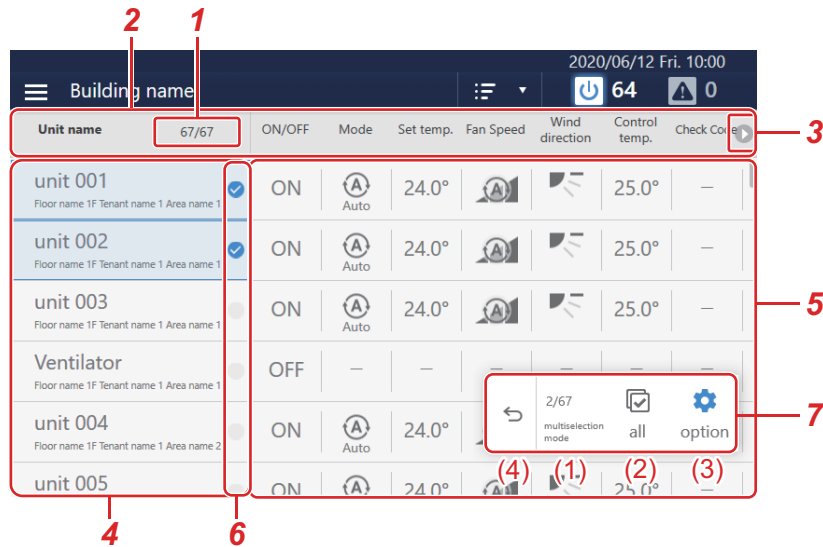 2 1
2020/06/12 Fri. 10:00
Building name 64 0
Unit name 67/67 ON/OFF Mode Set temp. Fan Speed Wind direction Control temp. Check Code 3
unit 001 ON A Auto 24.0° A 25.0° –
Floor name 1F Tenant name 1 Area name 1
unit 002 ON A Auto 24.0° A 25.0° –
Floor name 1F Tenant name 1 Area name 1
unit 003 ON A Auto 24.0° A 25.0° – 5
Floor name 1F Tenant name 1 Area name 1
Ventilator OFF – – – – – –
Floor name 1F Tenant name 1 Area name 1
2/67
multiselection mode all option 7
unit 004 ON A Auto 24.0°
Floor name 1F Tenant name 1 Area name 2
(4) (1) (2) (3)
unit 005 ON A 24.0° A 25.0° –
4 6